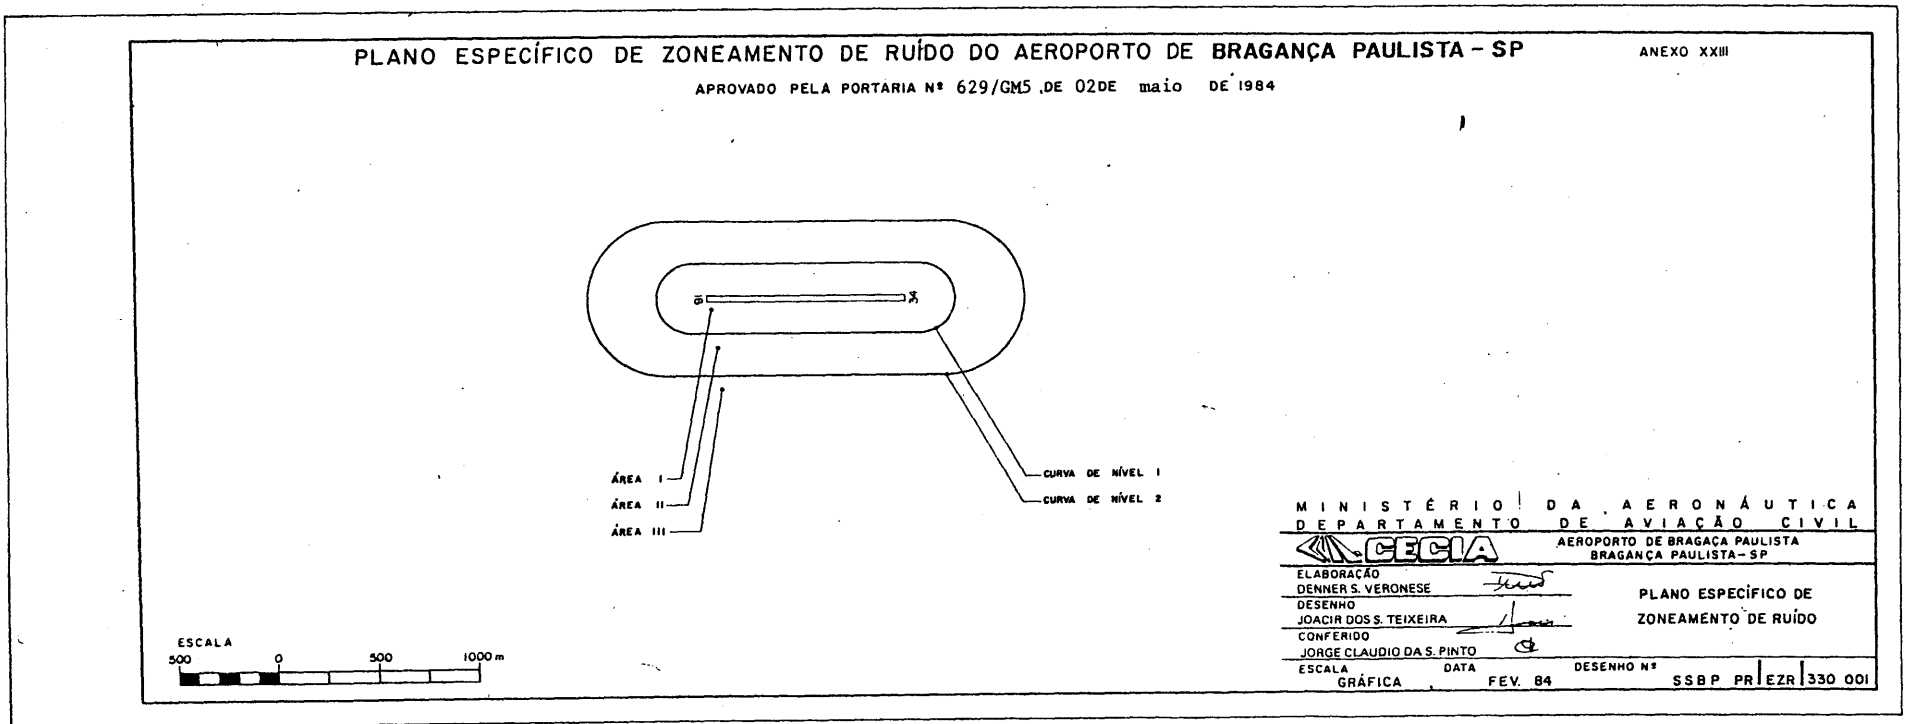 PLANO ESPECÍFICO DE ZONEAMENTO DE RUÍDO DO AEROPORTO DE BRAGANÇA PAULISTA - SP
ANEXO XXIII
APROVADO PELA PORTARIA Nº 629/GM5 ,DE 02DE maio DE 1984
34
ÁREA I
ÁREA II
ÁREA III
CURVA DE NÍVEL 1
CURVA DE NÍVEL 2
ESCALA
500 0 500 1000 m
MINISTÉRIO DA AERONÁUTICA
DEPARTAMENTO DE AVIAÇÃO CIVIL
CECIA
AEROPORTO DE BRAGAÇA PAULISTA
BRAGANÇA PAULISTA-SP
ELABORAÇÃO
DENNER S. VERONESE
DESENHO
JOACIR DOS S. TEIXEIRA
CONFERIDO
JORGE CLAUDIO DA S. PINTO
PLANO ESPECÍFICO DE
ZONEAMENTO DE RUÍDO
ESCALA
GRÁFICA
DATA
FEV. 84
DESENHO Nº
SSBP PR EZR 330 001